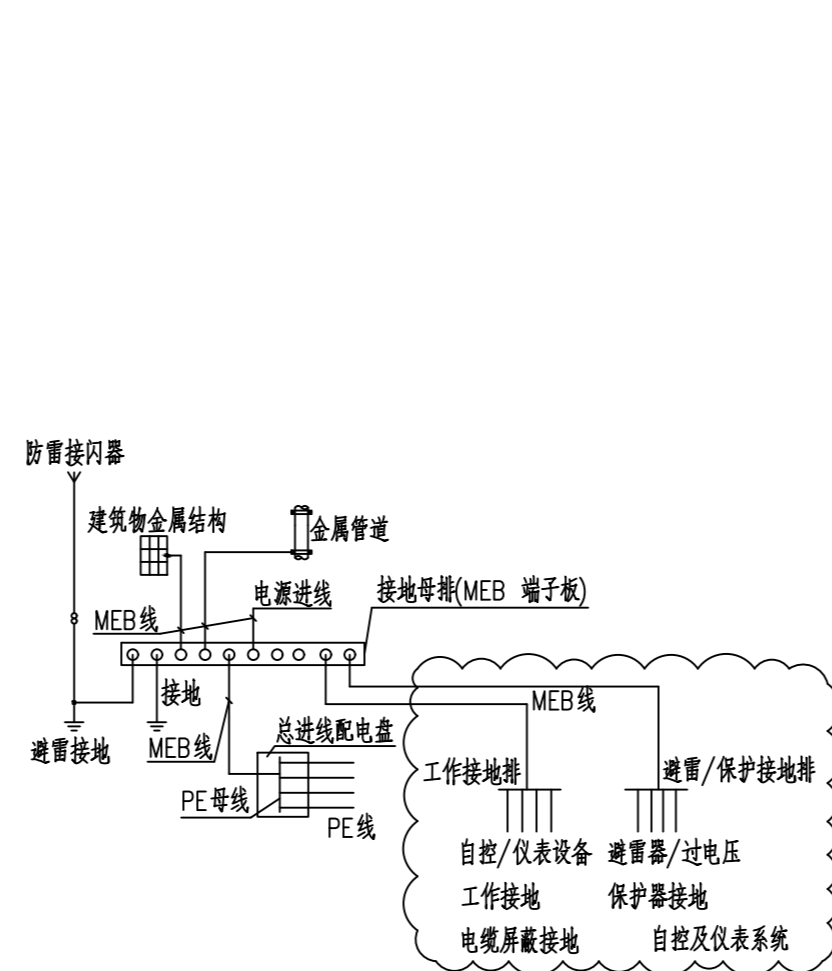 防雷接闪器
建筑物金属结构
金属管道
电源进线
接地母排(MEB 端子板)
MEB线
接地
MEB线
避雷接地
MEB线
总进线配电盘
工作接地排
避雷/保护接地排
PE母线
PE线
自控/仪表设备
避雷器/过电压
工作接地
保护器接地
电缆屏蔽接地
自控及仪表系统